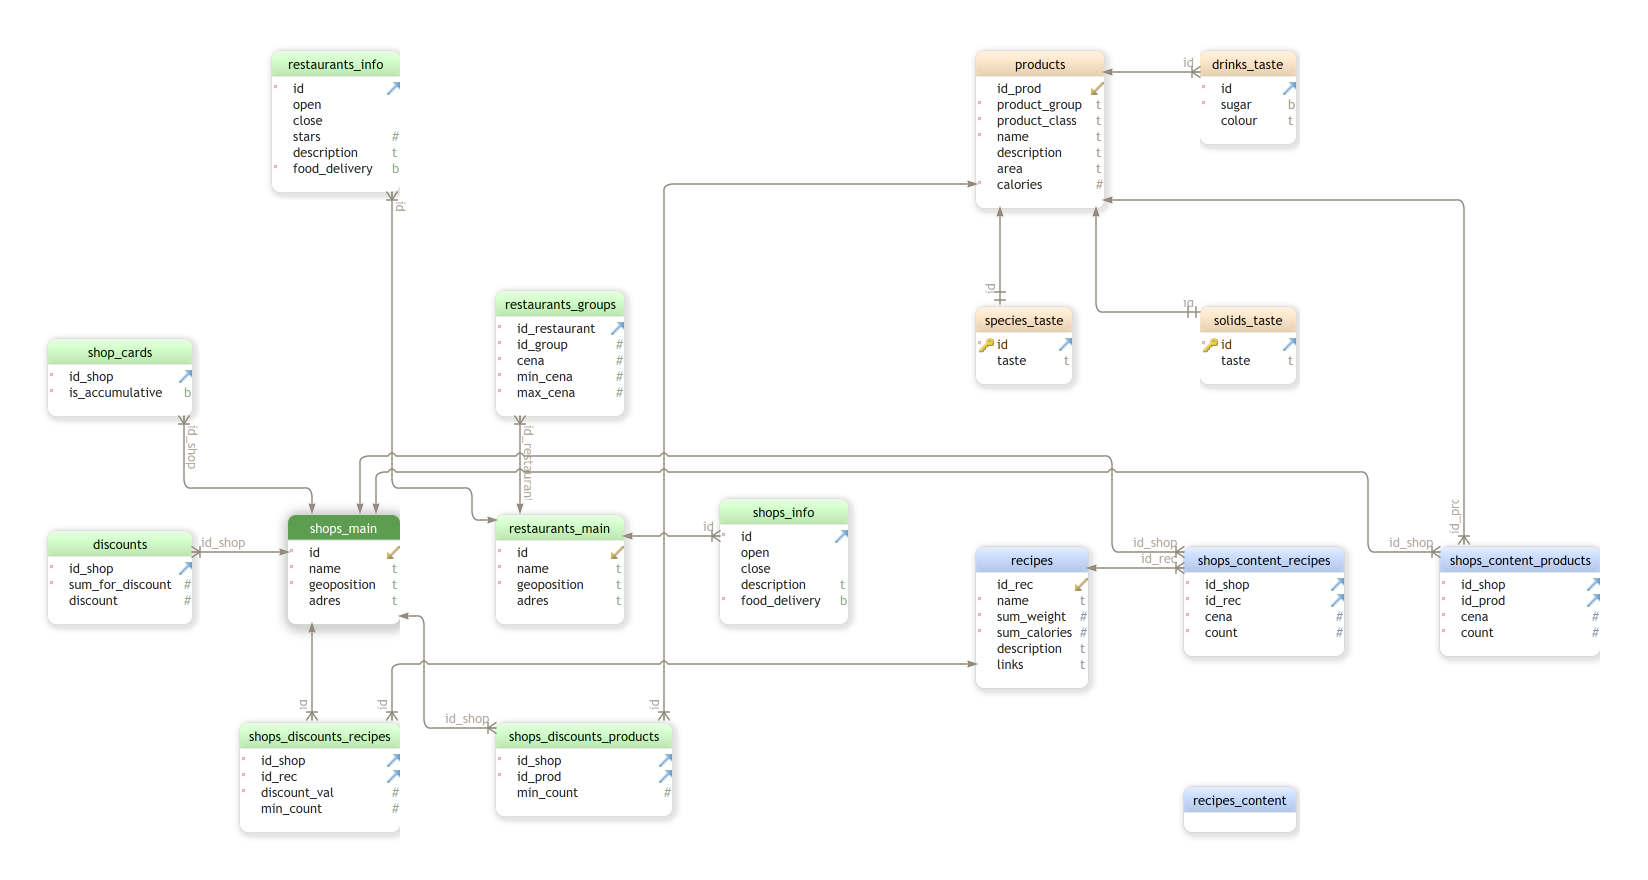 restaurants_info
* id
open
close
stars #
description t
* food_delivery b
id
products
id_prod
* product_group t
* product_class t
* name t
description t
area t
* calories #
id
drinks_taste
* id
* sugar b
colour t
restaurants_groups
* id_restaurant
* id_group #
* cena #
* min_cena #
* max_cena #
id_restaurant
id
species_taste
id
taste t
id
solids_taste
id
taste t
shop_cards
* id_shop
* is_accumulative b
id_shop
discounts
* id_shop
* sum_for_discount #
discount #
id_shop
shops_main
* id
* name t
* geoposition t
* adres t
restaurants_main
* id
* name t
* geoposition t
* adres t
id
shops_info
* id
open
close
description t
* food_delivery b
recipes
id_rec
* name t
* sum_weight #
* sum_calories #
description t
links t
id_shop
id_rec
shops_content_recipes
* id_shop
* id_rec
* cena #
* count #
id_prd
id_shop
shops_content_products
* id_shop
* id_prod
* cena #
* count #
id
id
shops_discounts_recipes
* id_shop
* id_rec
* discount_val #
min_count #
id_shop
id
shops_discounts_products
* id_shop
* id_prod
min_count #
recipes_content